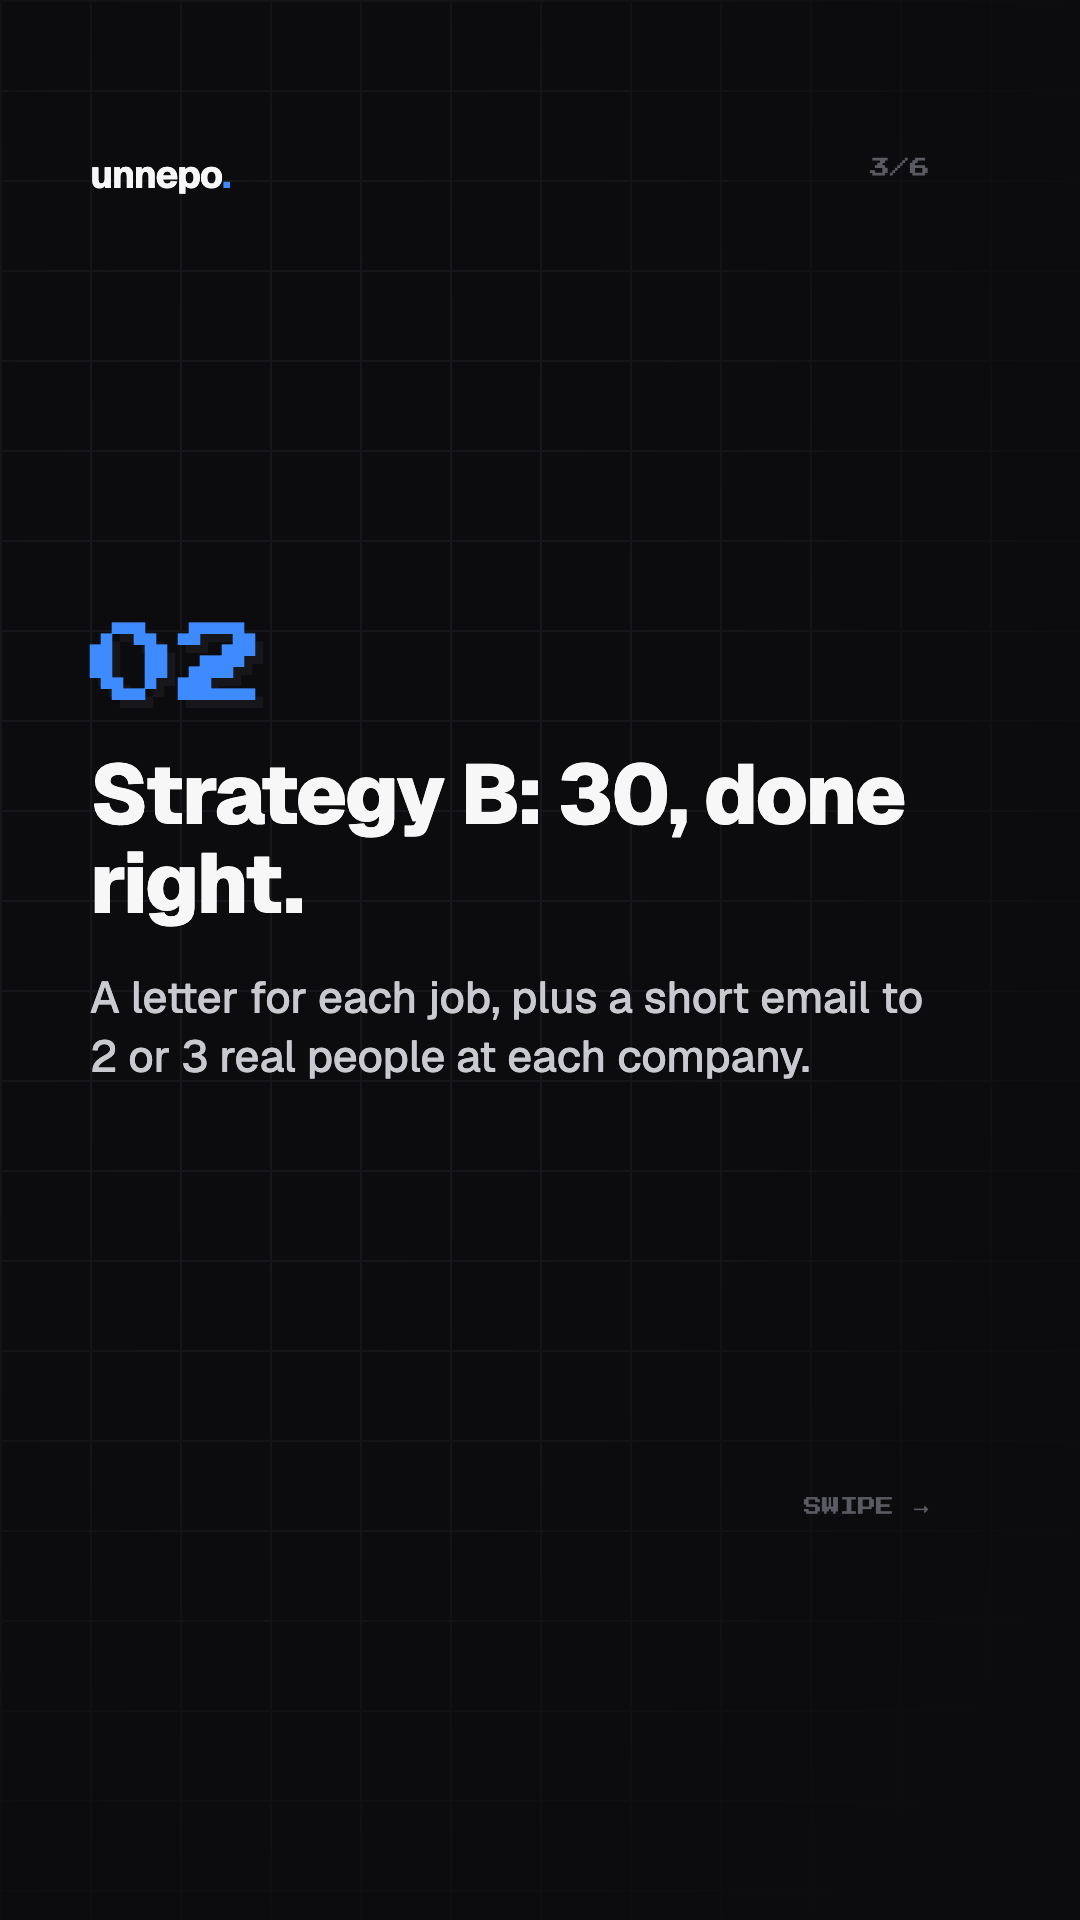 unnepo.
3/6
02
Strategy B: 30, done
right.
A letter for each job, plus a short email to
2 or 3 real people at each company.
SWIPE →